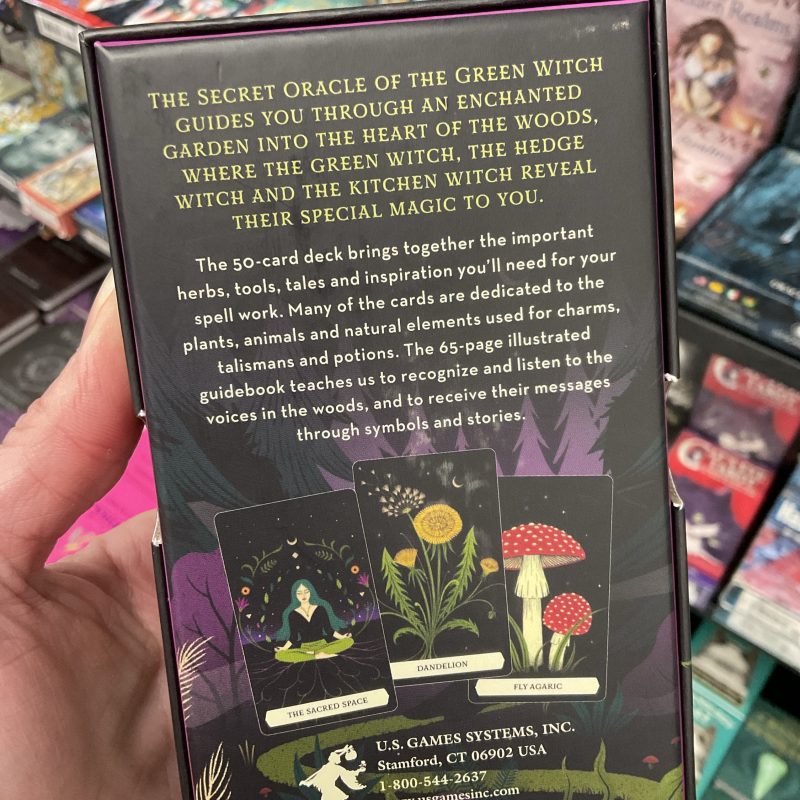 THE SECRET ORACLE OF THE GREEN WITCH
GUIDES YOU THROUGH AN ENCHANTED
GARDEN INTO THE HEART OF THE WOODS,
WHERE THE GREEN WITCH, THE HEDGE
WITCH AND THE KITCHEN WITCH REVEAL
THEIR SPECIAL MAGIC TO YOU.
The 50-card deck brings together the important
herbs, tools, tales and inspiration you'll need for your
spell work. Many of the cards are dedicated to the
plants, animals and natural elements used for charms,
talismans and potions. The 65-page illustrated
guidebook teaches us to recognize and listen to the
voices in the woods, and to receive their messages
through symbols and stories.
THE SACRED SPACE
DANDELION
FLY AGARIC
U.S. GAMES SYSTEMS, INC.
Stamford, CT 06902 USA
1-800-544-2637
www.usgamesinc.com